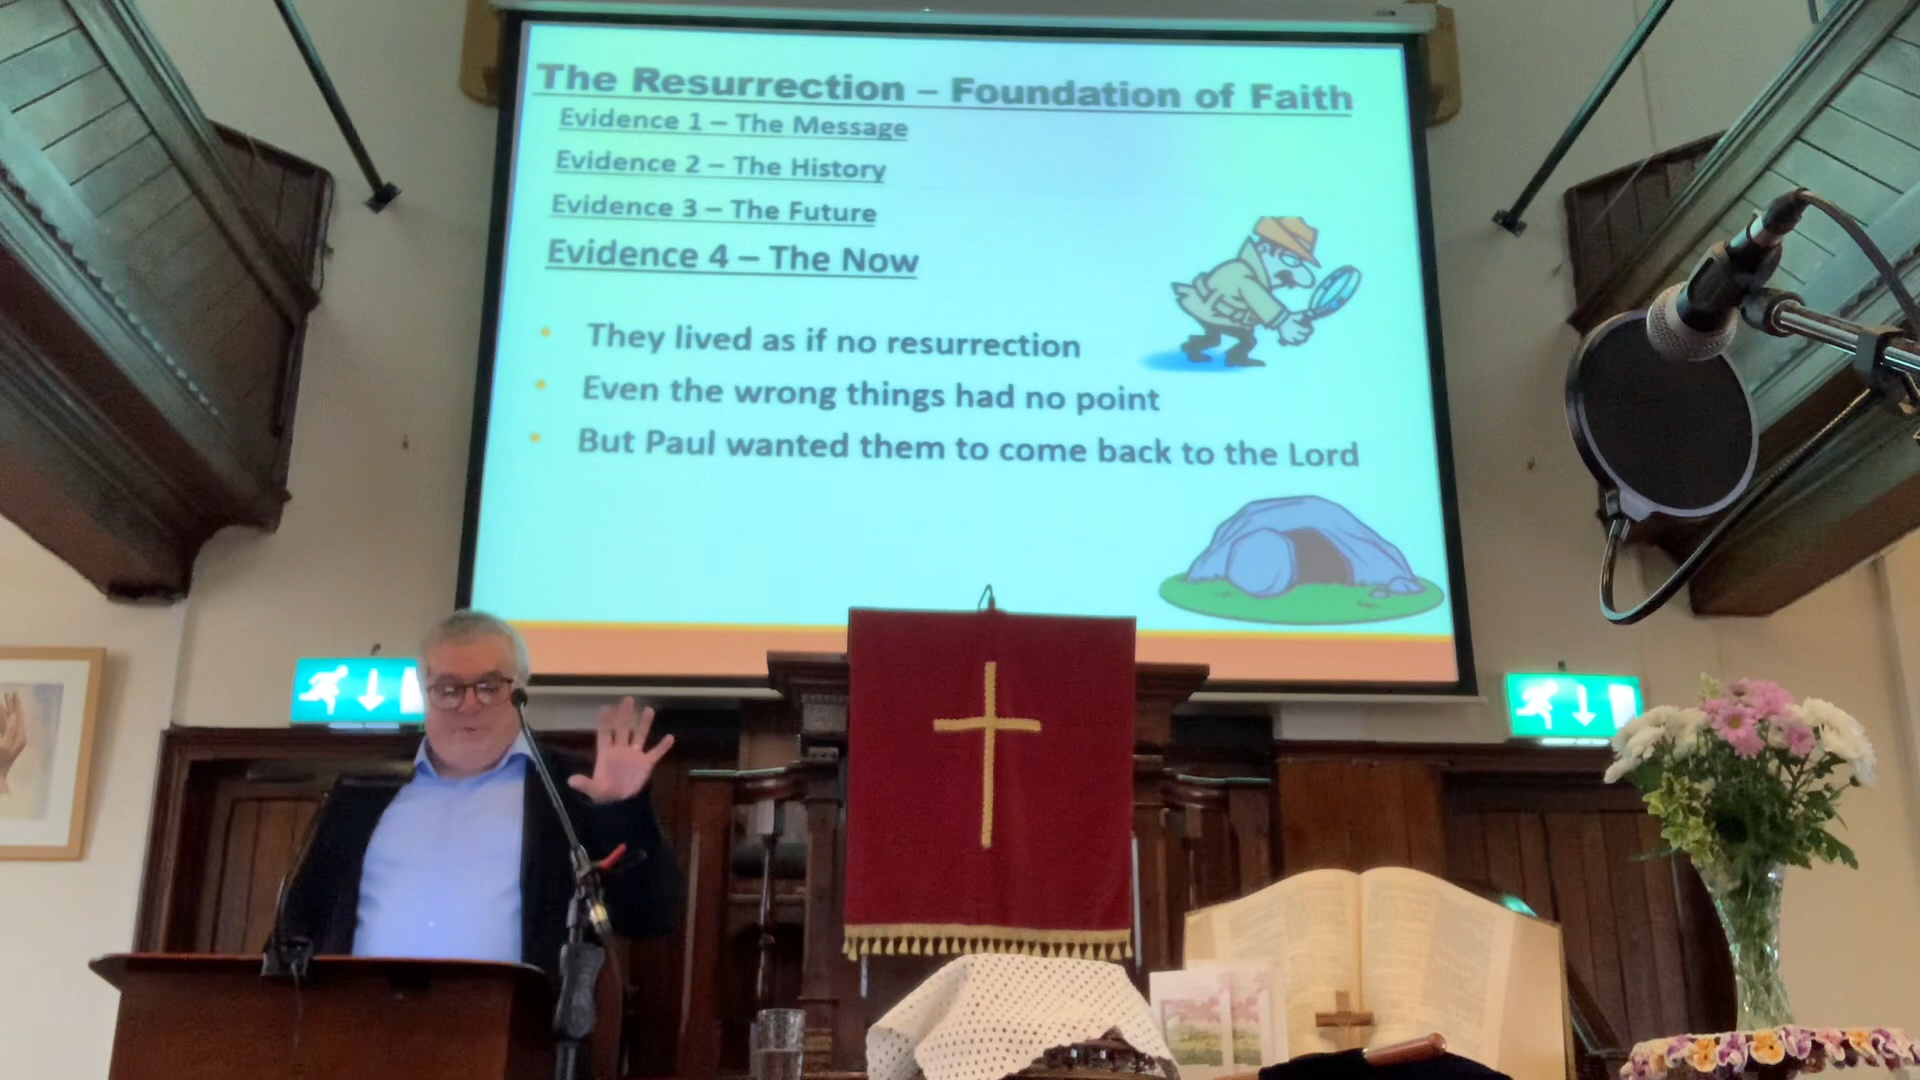 The Resurrection – Foundation of Faith
Evidence 1 – The Message
Evidence 2 – The History
Evidence 3 – The Future
Evidence 4 – The Now
• They lived as if no resurrection
• Even the wrong things had no point
• But Paul wanted them to come back to the Lord